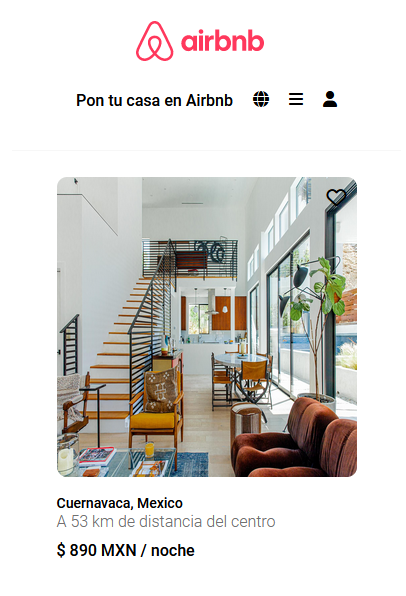 airbnb
Pon tu casa en Airbnb
Cuernavaca, Mexico
A 53 km de distancia del centro
$ 890 MXN / noche